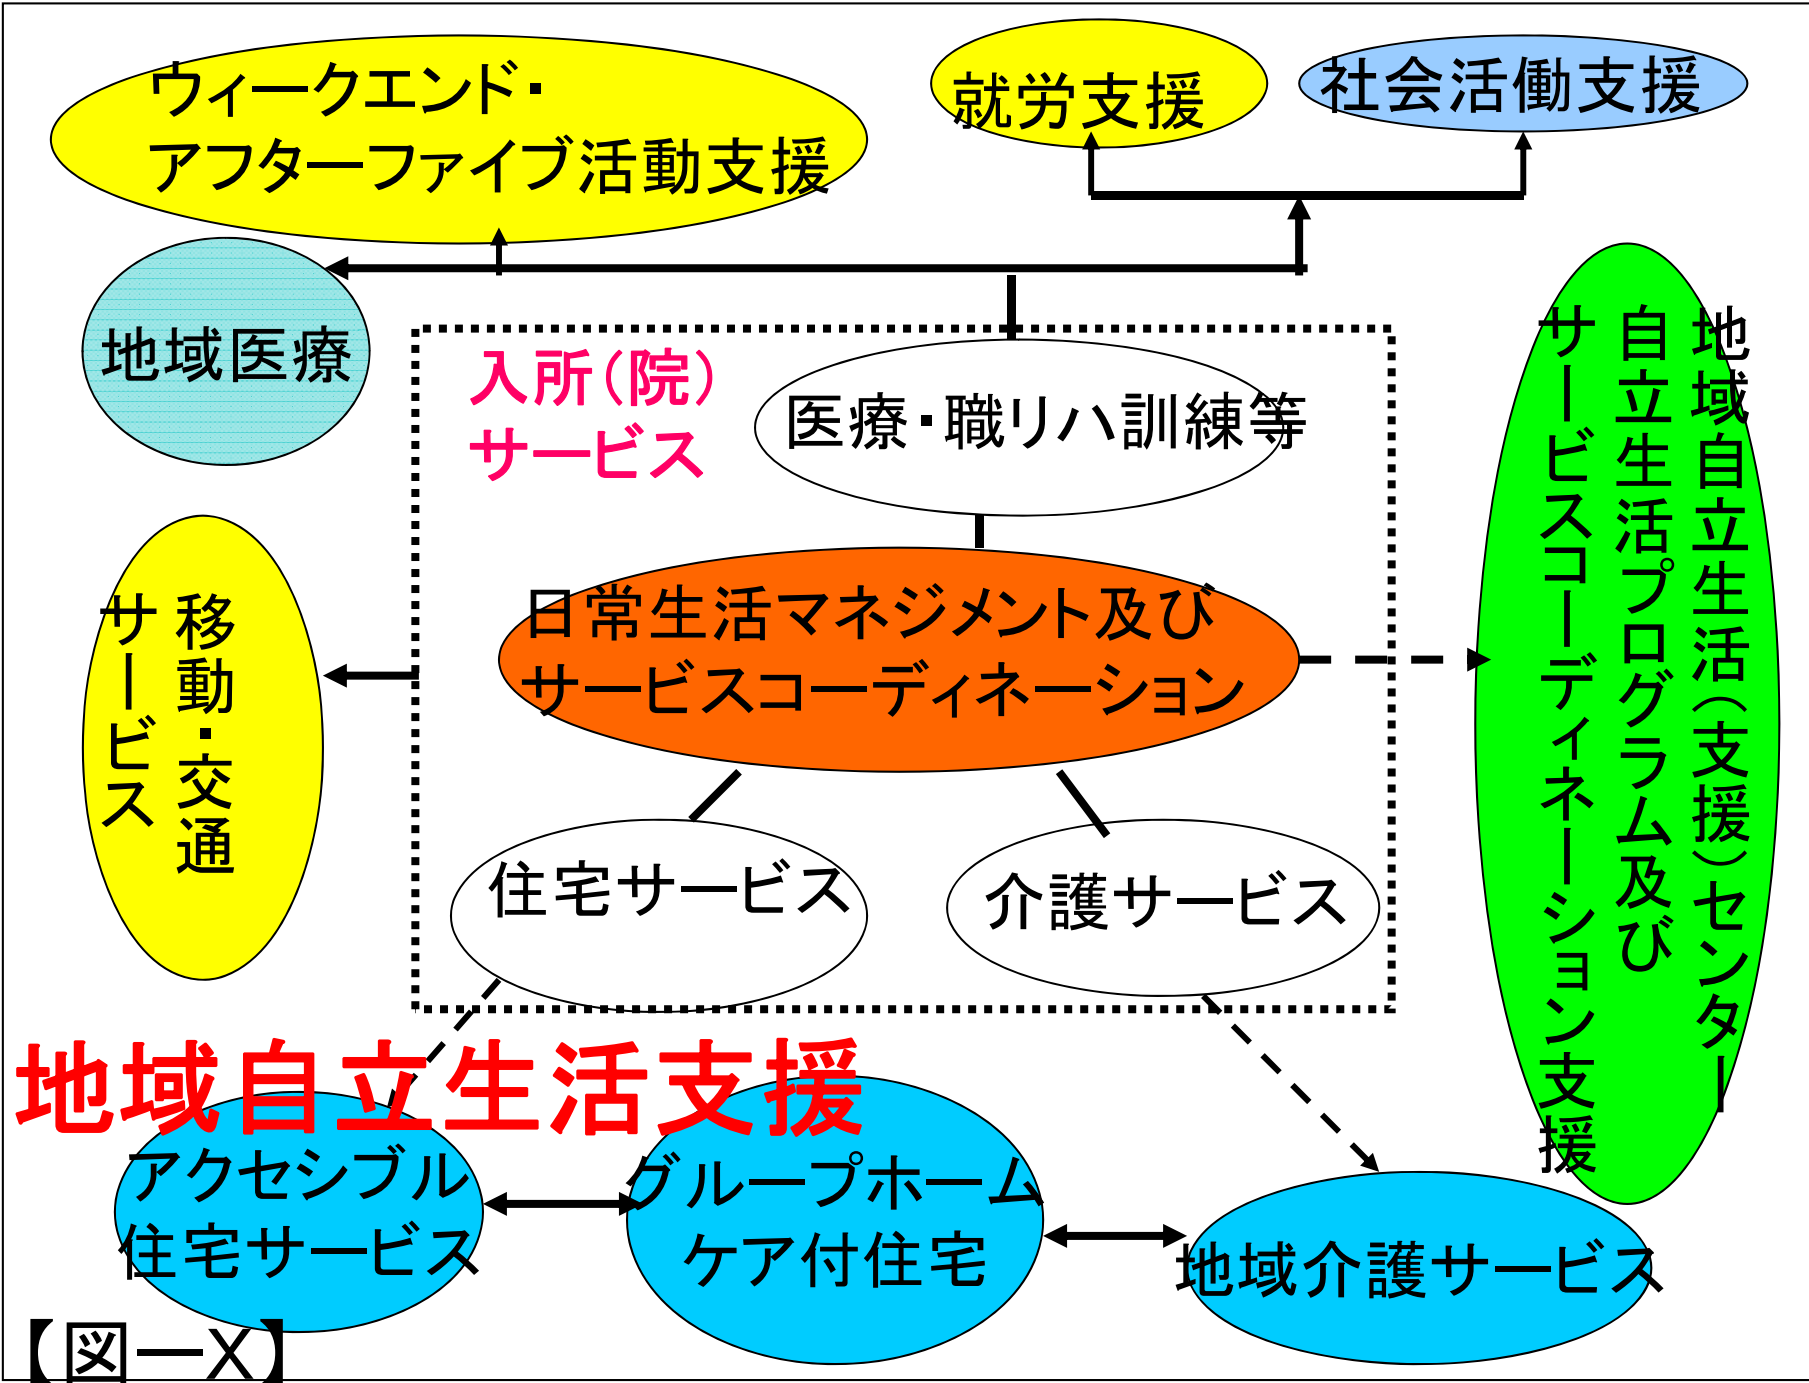 ウィークエンド・
アフターファイブ活動支援
就労支援
社会活働支援
地域医療
入所(院)
サービス
医療・職リハ訓練等
地域自立生活(支援)センター
自立生活プログラム及び
サービスコーディネーション支援
移動・交通
サービス
日常生活マネジメント及び
サービスコーディネーション
住宅サービス
介護サービス
地域自立生活支援
アクセシブル
住宅サービス
グループホーム
ケア付住宅
地域介護サービス
【図―X】